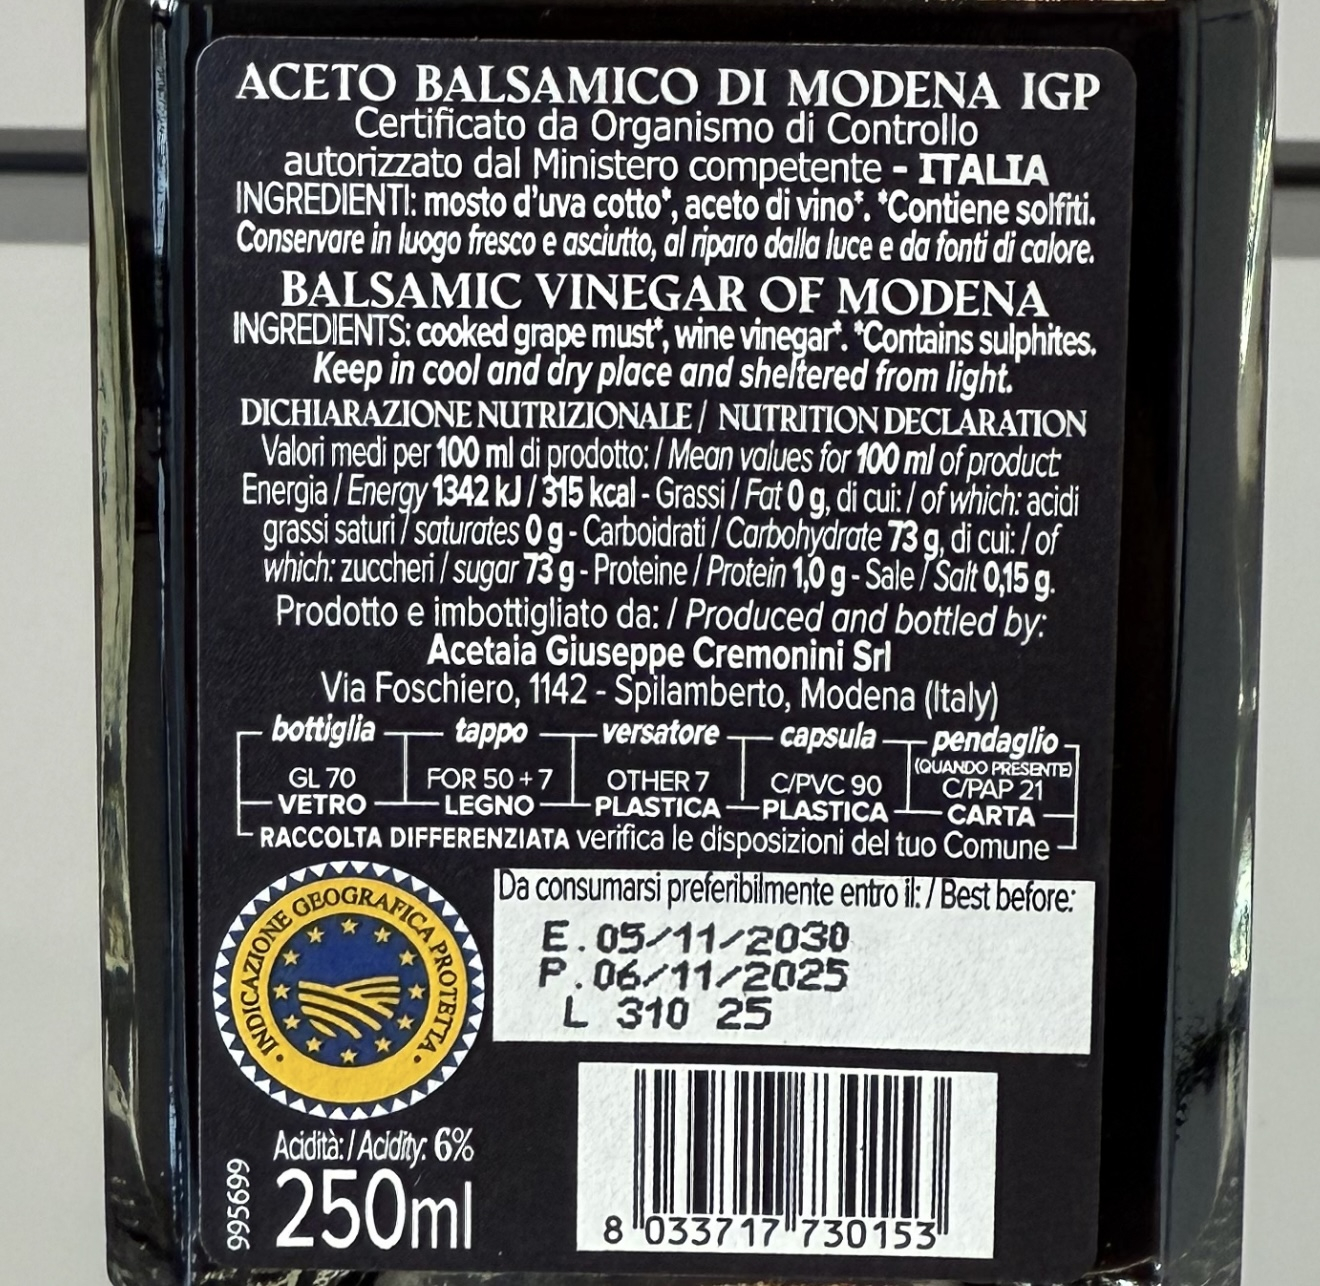 ACETO BALSAMICO DI MODENA IGP
Certificato da Organismo di Controllo
autorizzato dal Ministero competente - ITALIA
INGREDIENTI: mosto d'uva cotto*, aceto di vino*. *Contiene solfiti.
Conservare in luogo fresco e asciutto, al riparo dalla luce e da fonti di calore.
BALSAMIC VINEGAR OF MODENA
INGREDIENTS: cooked grape must*, wine vinegar*. *Contains sulphites.
Keep in cool and dry place and sheltered from light.
DICHIARAZIONE NUTRIZIONALE / NUTRITION DECLARATION
Valori medi per 100 ml di prodotto: / Mean values for 100 ml of product:
Energia / Energy 1342 kJ / 315 kcal - Grassi / Fat 0 g, di cui: / of which: acidi
grassi saturi / saturates 0 g - Carboidrati / Carbohydrate 73 g, di cui: / of
which: zuccheri / sugar 73 g - Proteine / Protein 1,0 g - Sale / Salt 0,15 g.
Prodotto e imbottigliato da: / Produced and bottled by:
Acetaia Giuseppe Cremonini Srl
Via Foschiero, 1142 - Spilamberto, Modena (Italy)
bottiglia tappo versatore capsula pendaglio
(QUANDO PRESENTE)
GL 70 FOR 50 + 7 OTHER 7 C/PVC 90 C/PAP 21
VETRO LEGNO PLASTICA PLASTICA CARTA
RACCOLTA DIFFERENZIATA verifica le disposizioni del tuo Comune
INDICAZIONE GEOGRAFICA PROTETTA
Da consumarsi preferibilmente entro il: / Best before:
E. 05/11/2030
P. 06/11/2025
L 310 25
Acidità: / Acidity: 6%
250ml
995699
8 033717 730153